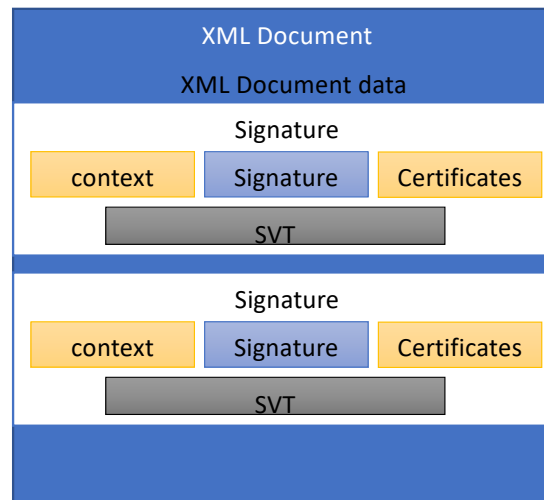 XML Document
XML Document data
Signature
context Signature Certificates
SVT
Signature
context Signature Certificates
SVT